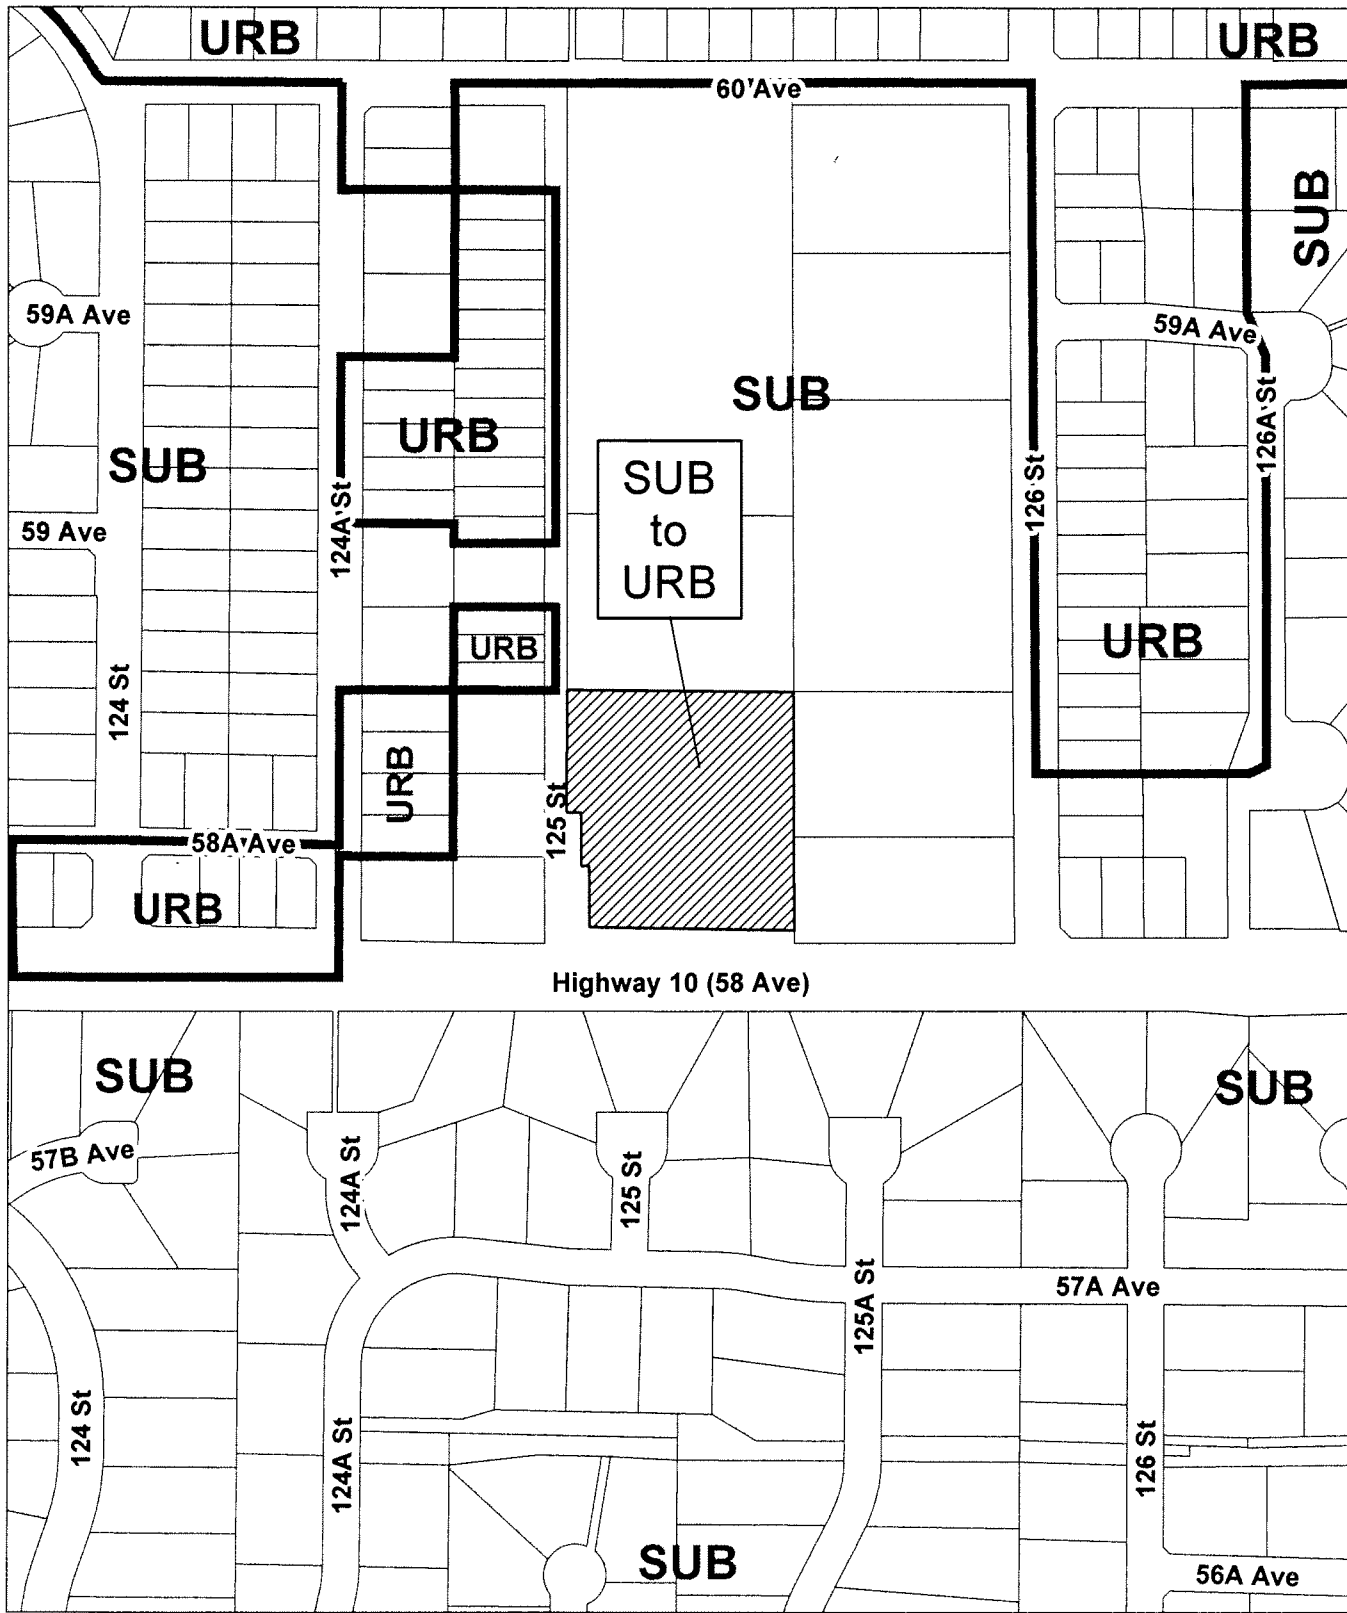 URB
URB
60 Ave
SUB
59A Ave
59A Ave
SUB
126A St
URB
SUB
SUB
to
URB
126 St
124A St
59 Ave
URB
URB
124 St
URB
125 St
58A Ave
URB
Highway 10 (58 Ave)
SUB
SUB
57B Ave
124A St
125 St
57A Ave
125A St
124 St
124A St
126 St
SUB
56A Ave
SUB